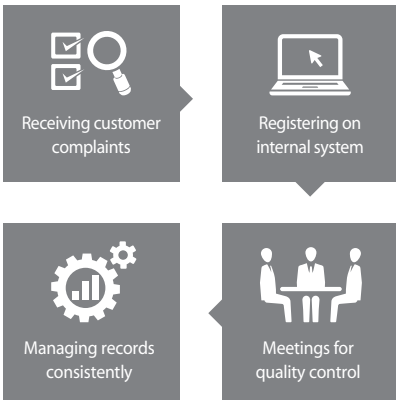 Receiving customer
complaints
Registering on
internal system
Meetings for
quality control
Managing records
consistently